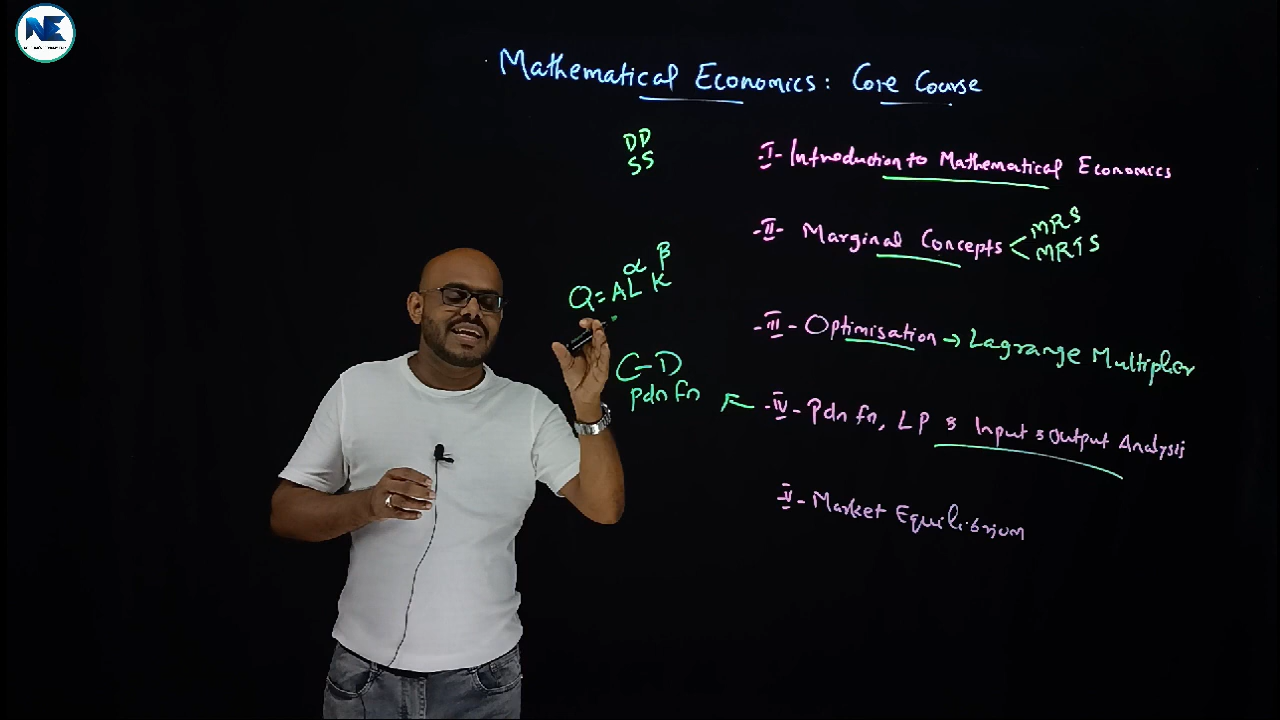 NE
Mathematical Economics: Core Course
DD
SS
-I- Introduction to Mathematical Economics
-II- Marginal Concepts < MRS
MRTS
Q = A L^α K^β
-III- Optimisation → Lagrange Multiplier
C-D
pdn fn
-IV- Pdn fn, LP & Input & Output Analysis
-V- Market Equilibrium